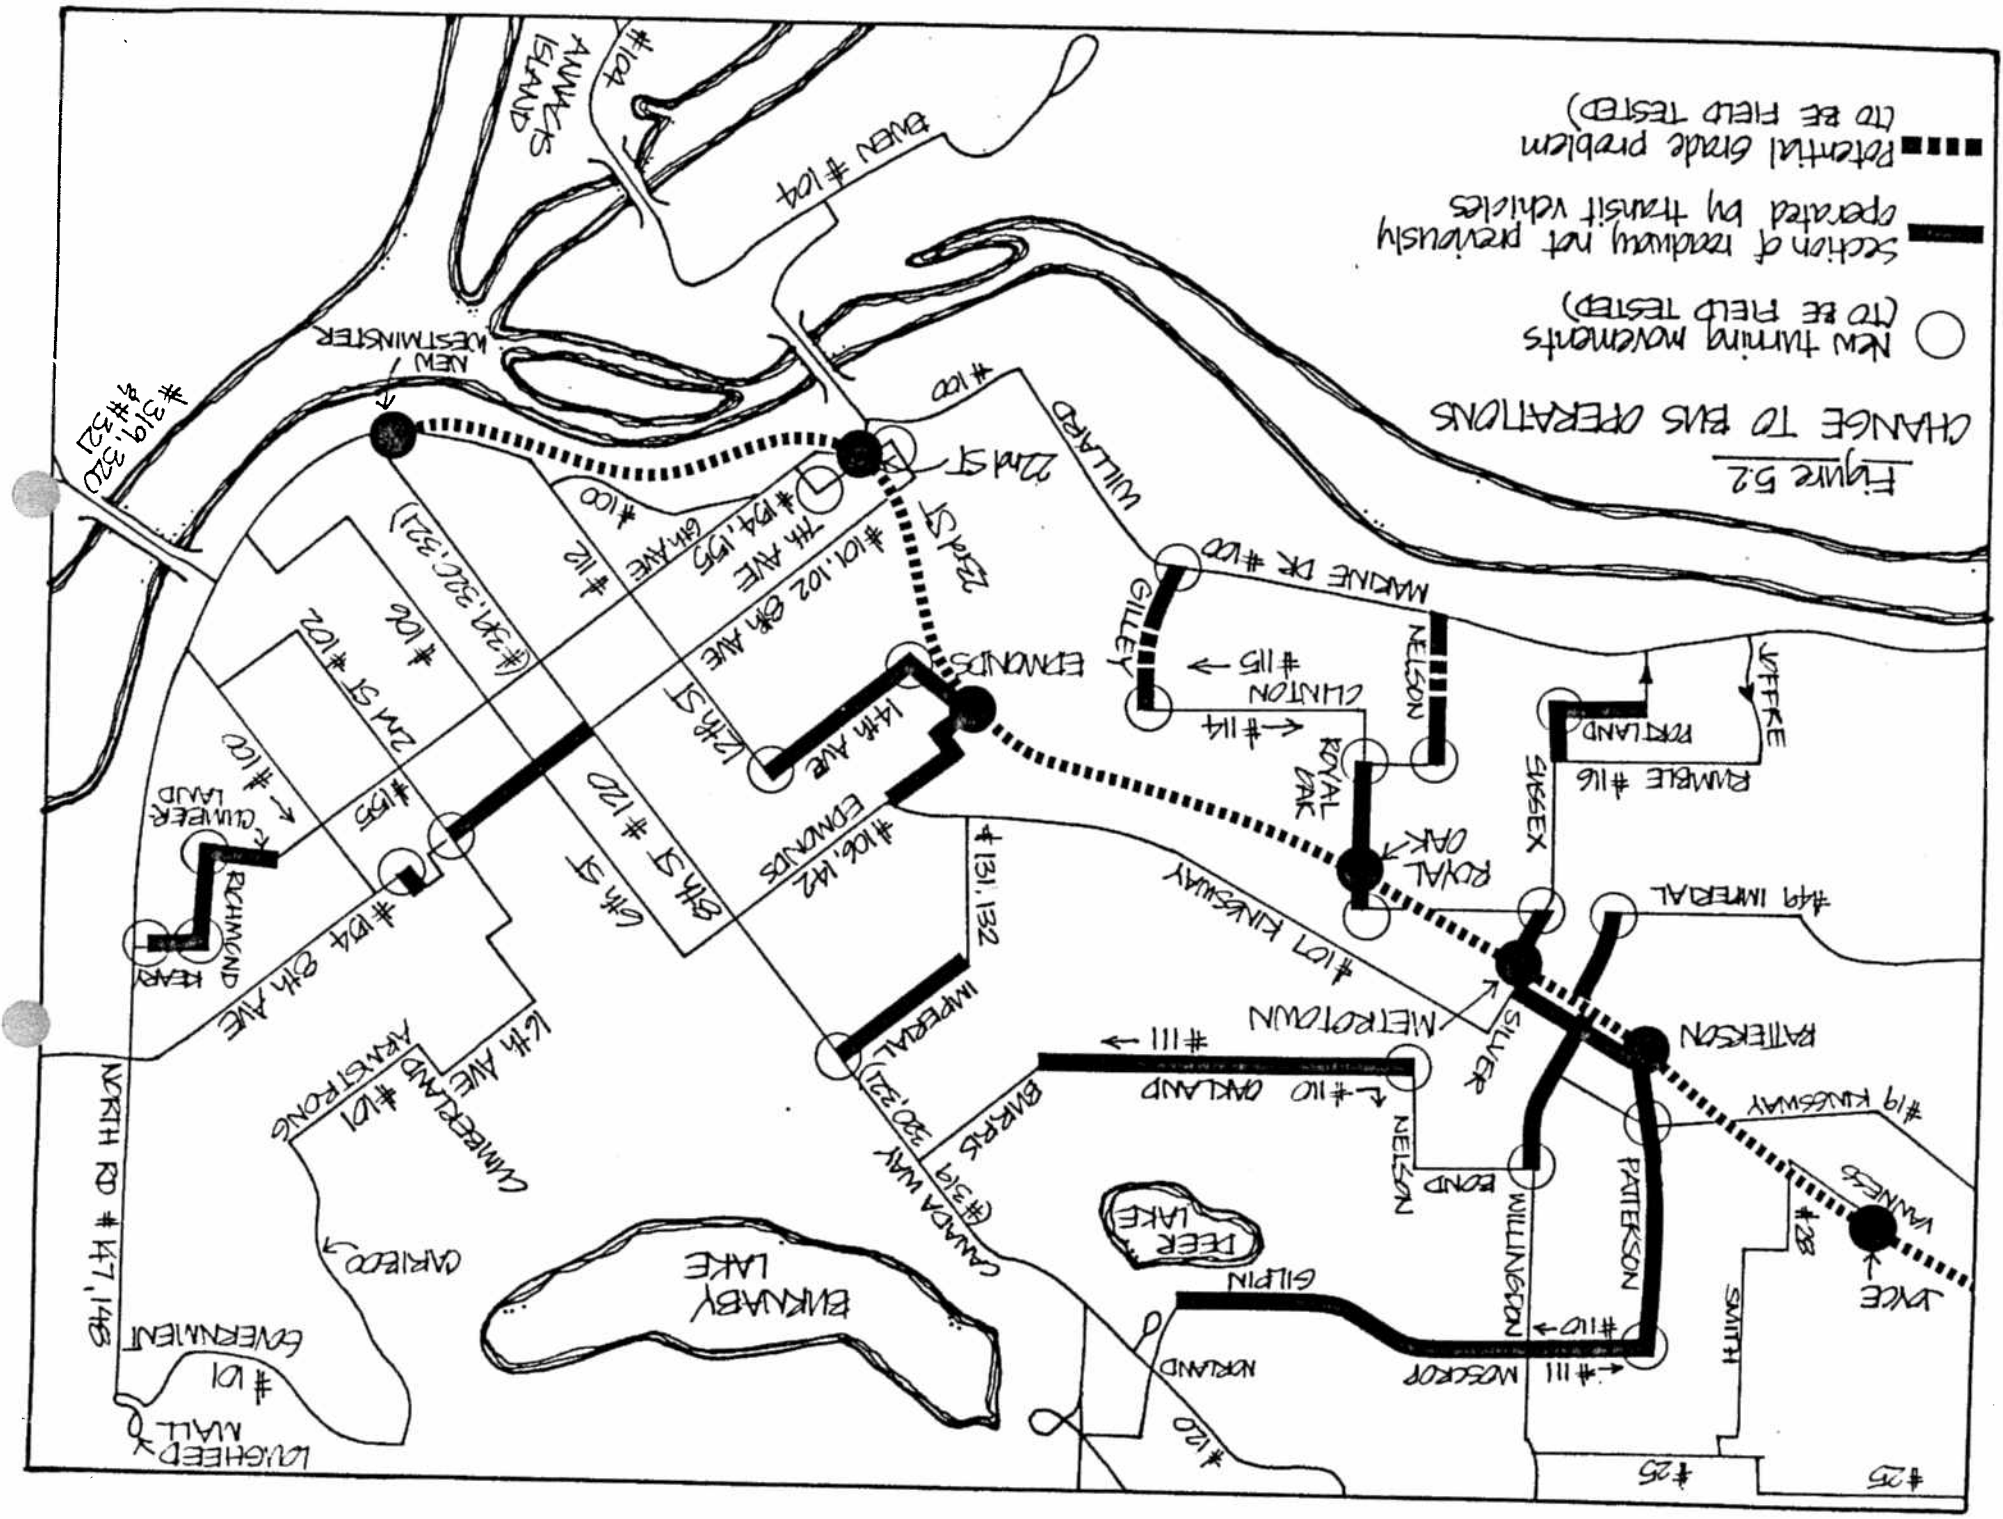 #25
#25
#120
LOUGHEED
MALL
#101
GOVERNMENT
#111
MOSCROP
#110
NORLAND
GILPIN
SMITH
JOYCE
VANNESS
#28
PATTERSON
WILLINGDON
DEER
LAKE
BURNABY
LAKE
CARIBOO
NORTH RD #147, 148
CANADA WAY
(#319
320, 321)
BOND
NELSON
#19 KINGSWAY
#110
OAKLAND
#111
BURRIS
CUMBERLAND
ARMSTRONG
#101
16th AVE
PATTERSON
SILVER
METROTOWN
IMPERIAL
8th AVE
#154
KEARY
RICHMOND
#49 IMPERIAL
#107 KINGSWAY
#131, 132
8th ST #120
6th ST
ROYAL
OAK
SUSSEX
#106, 142
EDMONDS
#155
CUMBER-
LAND
#100
RUMBLE #116
PORTLAND
JOFFRE
ROYAL
OAK
14th AVE
12th ST
2nd ST #102
#106
(#319, 320, 321)
#114
CLINTON
#115
NELSON
GILLEY
EDMONDS
MARINE DR #100
23rd ST
#101, 102 8th AVE
7th AVE
#154, 155
6th AVE
#112
#100
WILLARD
22nd ST
#100
NEW
WESTMINSTER
#319, 320
& #321
Figure 5.2
CHANGE TO BUS OPERATIONS
New turning movements
(TO BE FIELD TESTED)
Section of roadway not previously
operated by transit vehicles
Potential Grade problem
(TO BE FIELD TESTED)
EWEN #104
#104
ANNACIS
ISLAND